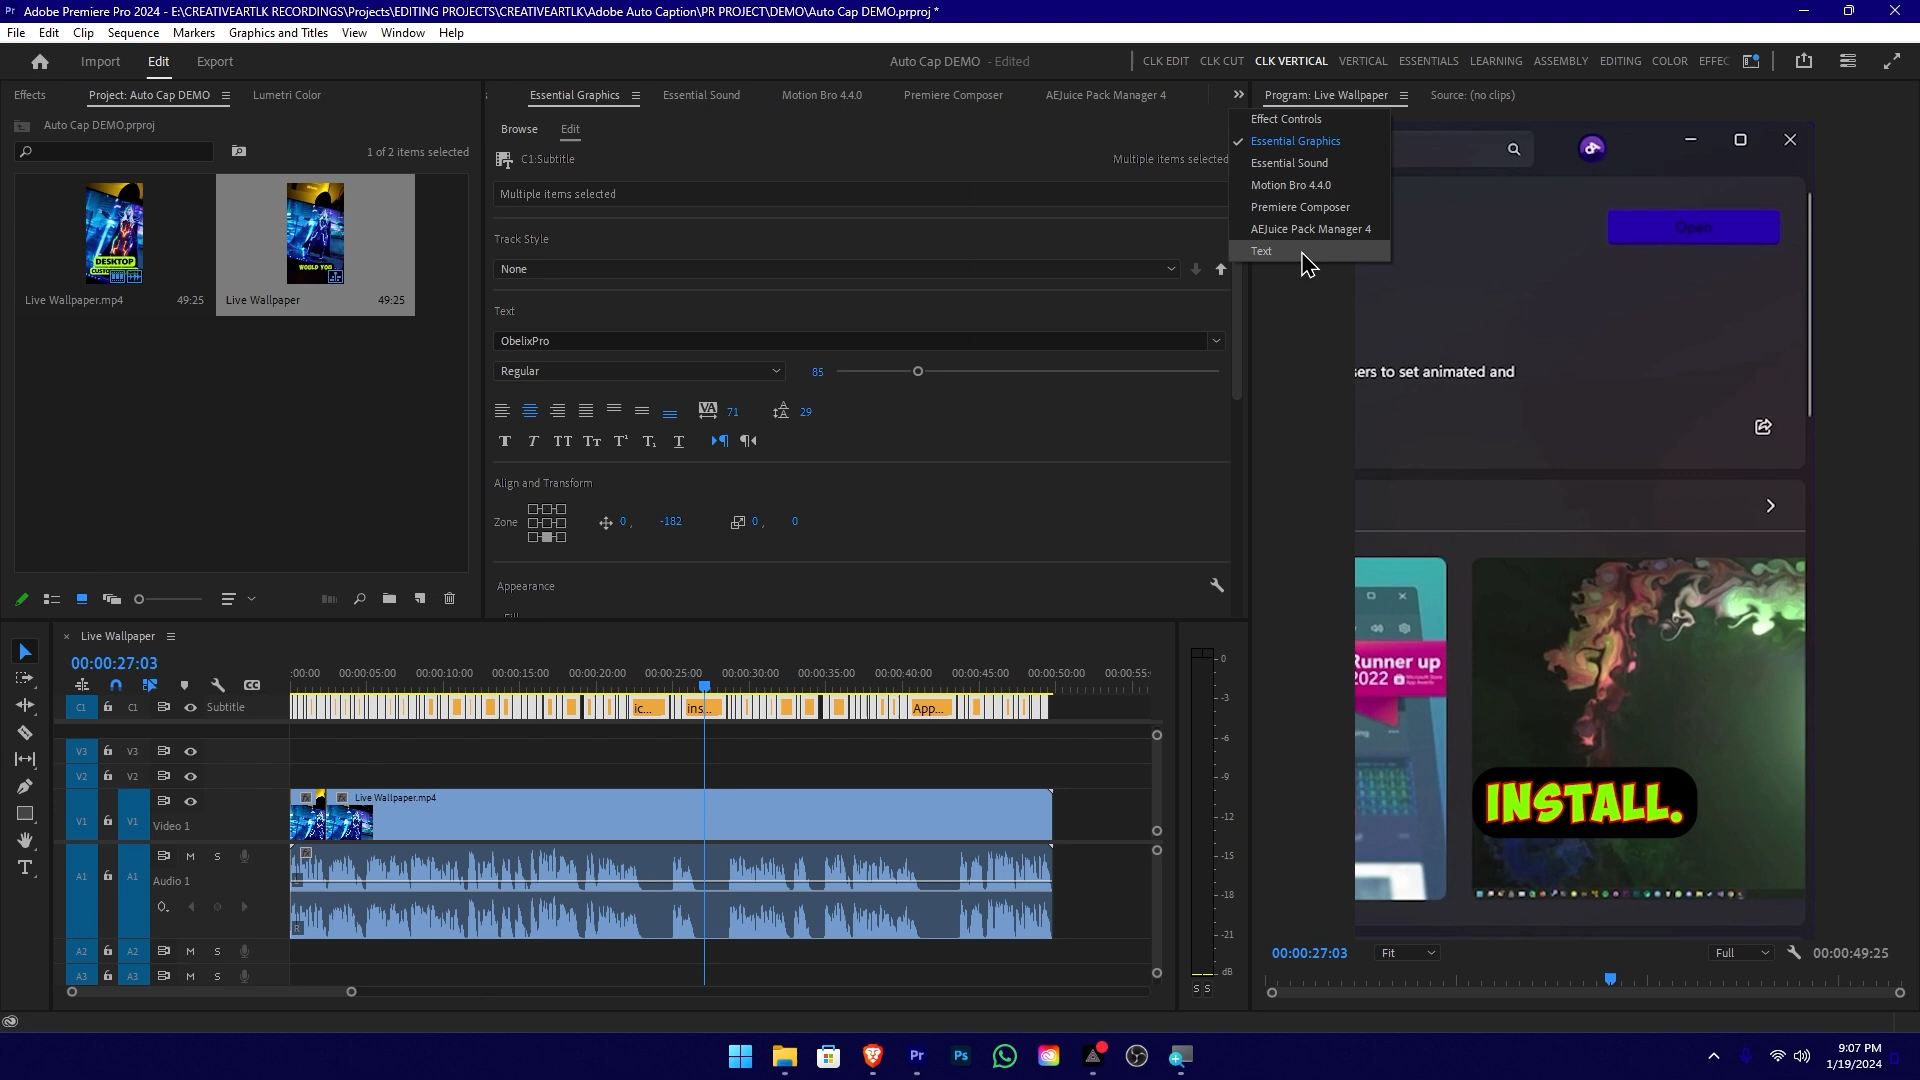 Adobe Premiere Pro 2024 - E:\CREATIVEARTLK RECORDINGS\Projects\EDITING PROJECTS\CREATIVEARTLK\Adobe Auto Caption\PR PROJECT\DEMO\Auto Cap DEMO.prproj *
File Edit Clip Sequence Markers Graphics and Titles View Window Help
Import Edit Export
Auto Cap DEMO - Edited
CLK EDIT CLK CUT CLK VERTICAL VERTICAL ESSENTIALS LEARNING ASSEMBLY EDITING COLOR EFFEC
Effects Project: Auto Cap DEMO Lumetri Color
Auto Cap DEMO.prproj
1 of 2 items selected
DESKTOP
WOULD YOU
Live Wallpaper.mp4 49:25
Live Wallpaper 49:25
Essential Graphics Essential Sound Motion Bro 4.4.0 Premiere Composer AEJuice Pack Manager 4
Browse Edit
C1:Subtitle Multiple items selected
Multiple items selected
Track Style
None
Text
ObelixPro
Regular 85
VA 71 29
Align and Transform
Zone 0, -182 0, 0
Appearance
Effect Controls
Essential Graphics
Essential Sound
Motion Bro 4.4.0
Premiere Composer
AEJuice Pack Manager 4
Text
Program: Live Wallpaper Source: (no clips)
Open
sers to set animated and
Runner up
2022 Microsoft Store
App Awards
INSTALL.
00:00:27:03 Fit Full 00:00:49:25
Live Wallpaper
00:00:27:03
:00:00 00:00:05:00 00:00:10:00 00:00:15:00 00:00:20:00 00:00:25:00 00:00:30:00 00:00:35:00 00:00:40:00 00:00:45:00 00:00:50:00 00:00:55:
C1 C1 Subtitle
ic... ins... App...
V3 V3
V2 V2
V1 V1 Video 1
Live Wallpaper.mp4
A1 A1 M S
Audio 1
L
R
A2 A2 M S
A3 A3 M S
0
-3
-6
-9
-12
-15
-18
-21
dB
S S
9:07 PM
1/19/2024